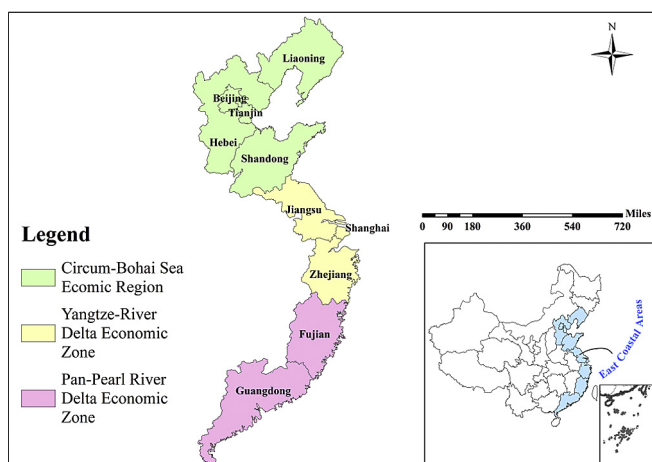 N
Liaoning
Beijing
Tianjin
Hebei
Shandong
Jiangsu
Shanghai
Zhejiang
Fujian
Guangdong
Legend
Circum-Bohai Sea
Ecomic Region
Yangtze-River
Delta Economic
Zone
Pan-Pearl River
Delta Economic
Zone
Miles
0 90 180 360 540 720
East Coastal Areas